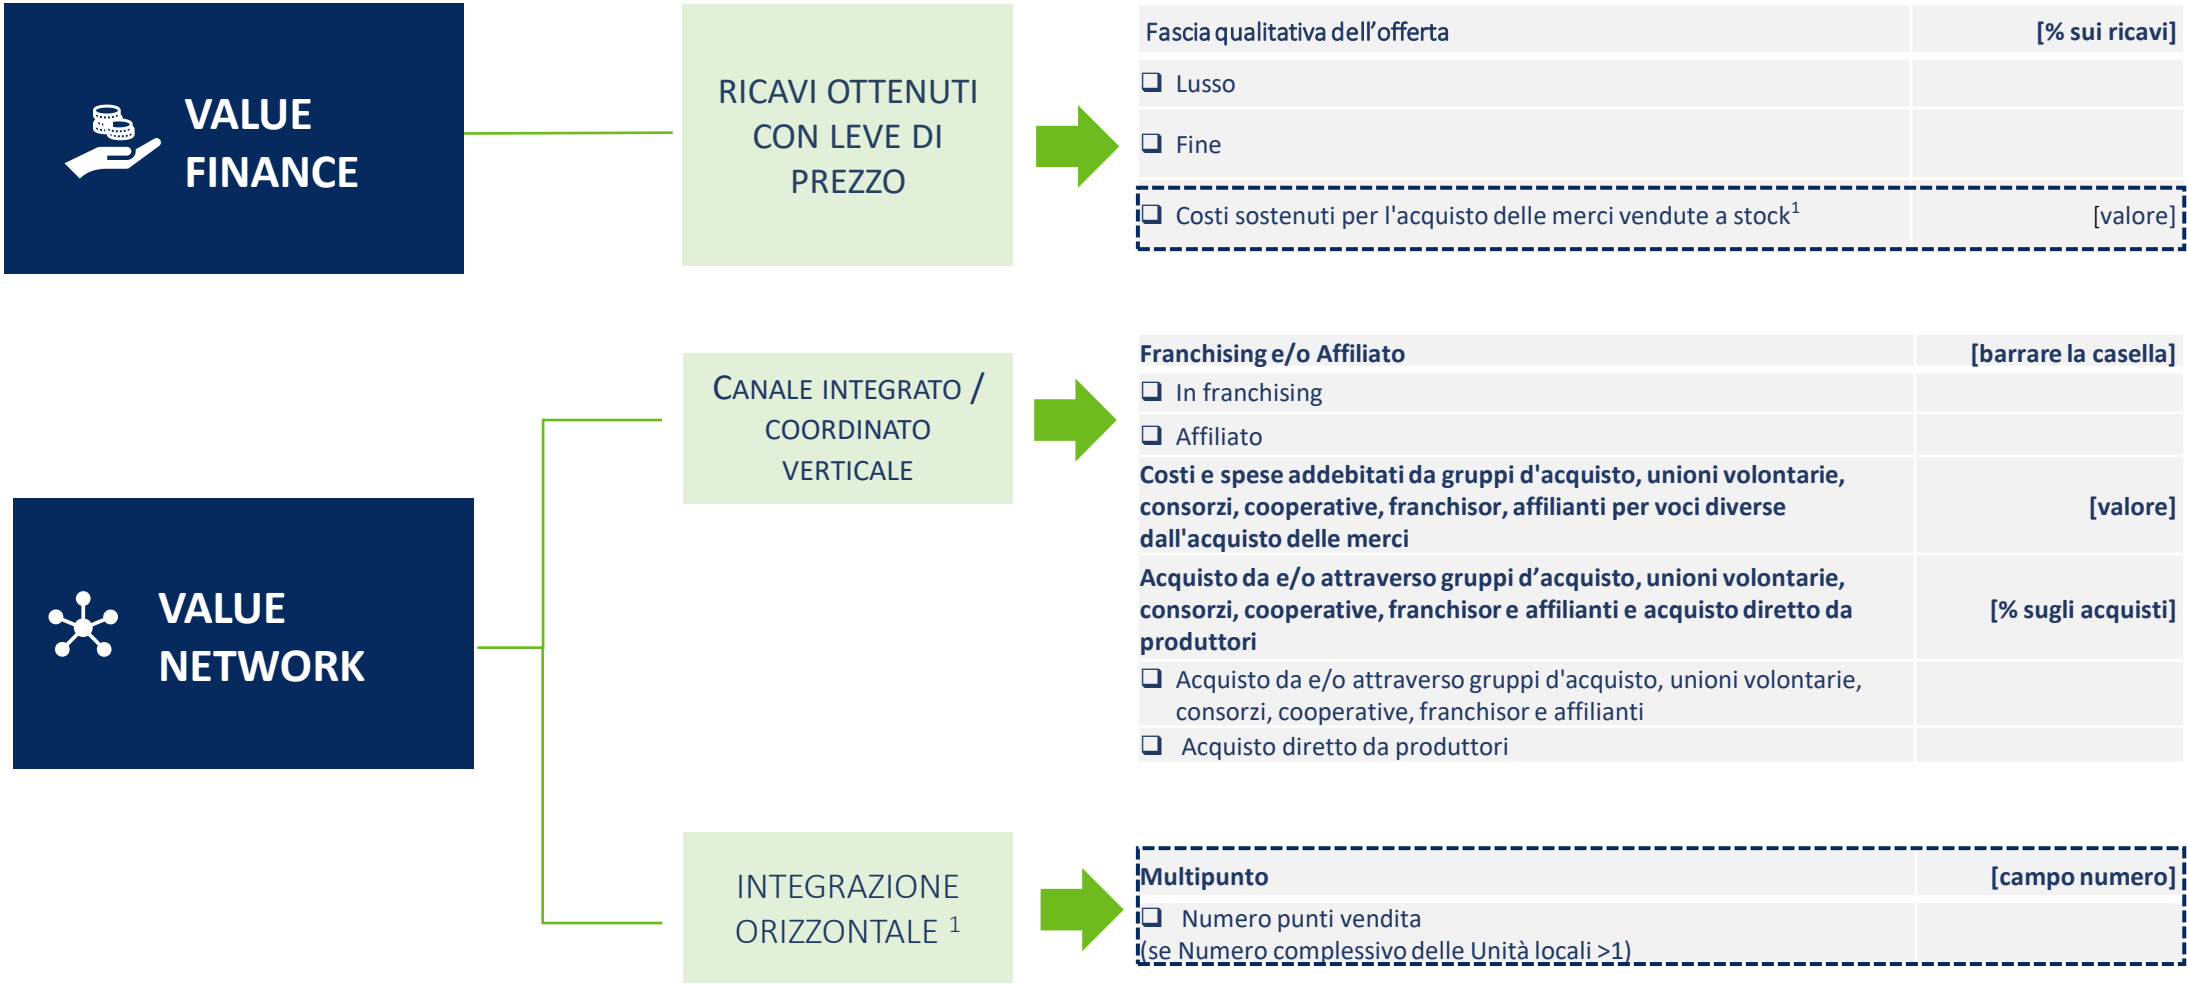 VALUE
FINANCE
RICAVI OTTENUTI
CON LEVE DI
PREZZO
Fascia qualitativa dell’offerta [% sui ricavi]
❑ Lusso
❑ Fine
❑ Costi sostenuti per l'acquisto delle merci vendute a stock¹ [valore]
VALUE
NETWORK
CANALE INTEGRATO /
COORDINATO
VERTICALE
Franchising e/o Affiliato [barrare la casella]
❑ In franchising
❑ Affiliato
Costi e spese addebitati da gruppi d'acquisto, unioni volontarie,
consorzi, cooperative, franchisor, affilianti per voci diverse [valore]
dall'acquisto delle merci
Acquisto da e/o attraverso gruppi d’acquisto, unioni volontarie,
consorzi, cooperative, franchisor e affilianti e acquisto diretto da [% sugli acquisti]
produttori
❑ Acquisto da e/o attraverso gruppi d'acquisto, unioni volontarie,
consorzi, cooperative, franchisor e affilianti
❑ Acquisto diretto da produttori
INTEGRAZIONE
ORIZZONTALE ¹
Multipunto [campo numero]
❑ Numero punti vendita
(se Numero complessivo delle Unità locali >1)